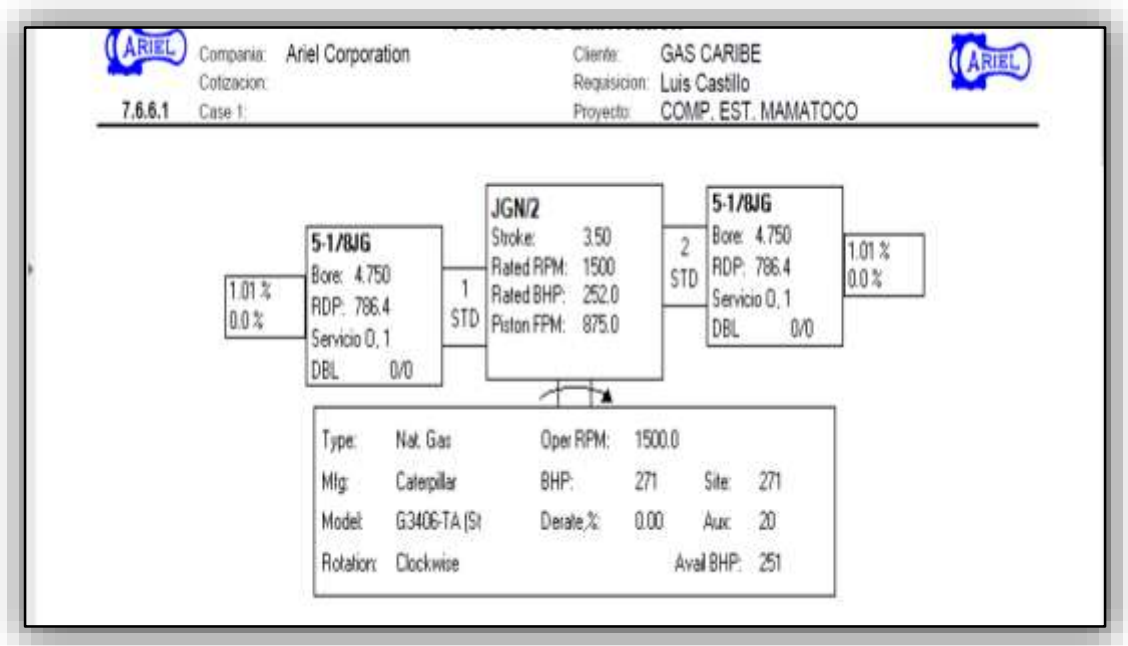 ARIEL
Compania: Ariel Corporation
Cliente: GAS CARIBE
ARIEL
Cotizacion:
Requisicion: Luis Castillo
7.6.6.1
Case 1:
Proyecto: COMP. EST. MAMATOCO
5-1/8JG
Bore: 4.750
RDP: 786.4
Servicio 0, 1
DBL 0/0
1.01 %
0.0 %
1
STD
JGN/2
Stroke: 3.50
Rated RPM: 1500
Rated BHP: 252.0
Piston FPM: 875.0
2
STD
5-1/8JG
Bore: 4.750
RDP: 786.4
Servicio 0, 1
DBL 0/0
1.01 %
0.0 %
Type: Nat. Gas Oper RPM: 1500.0
Mfg: Caterpillar BHP: 271 Site: 271
Model: G3406-TA (St Derate,%: 0.00 Aux: 20
Rotation: Clockwise Avail BHP: 251